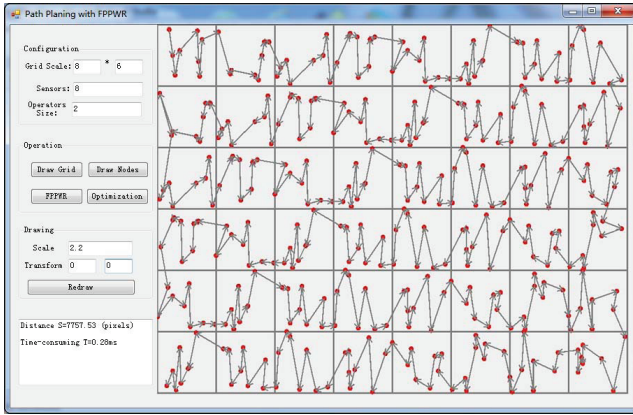 Path Planing with FPPWR
Configuration
Grid Scale: 8 * 6
Sensors: 8
Operators Size: 2
Operation
Draw Grid Draw Nodes
FPPWR Optimization
Drawing
Scale 2.2
Transform 0 0
Redraw
Distance S=7757.53 (pixels)
Time-consuming T=0.28ms